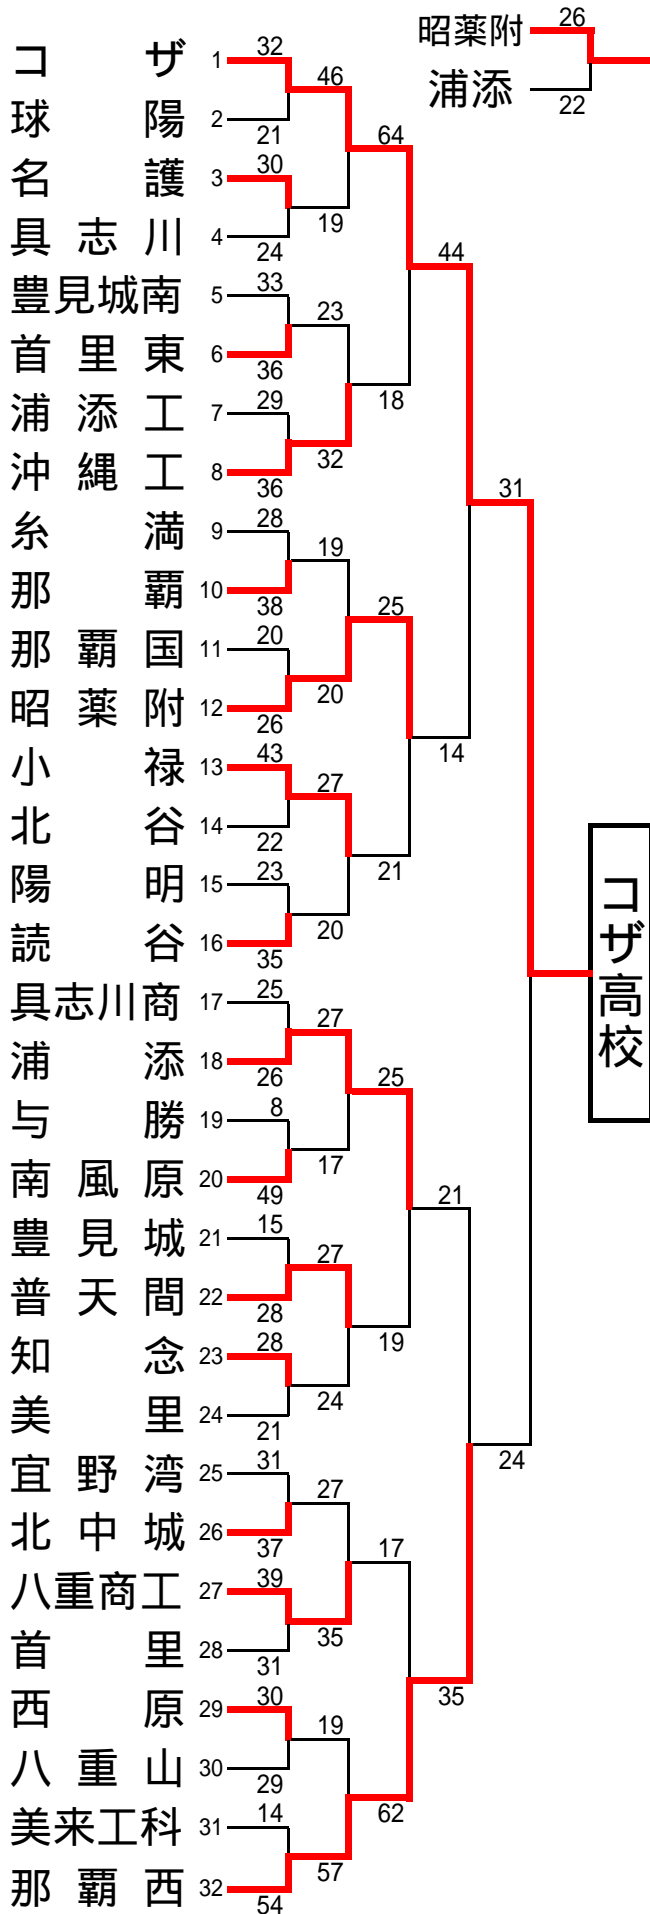 昭薬附 26
浦添 22
コザ 1 32
46
球陽 2 21
64
名護 3 30
19
具志川 4 24
44
豊見城南 5 33
23
首里東 6 36
18
浦添工 7 29
32
沖縄工 8 36
31
糸満 9 28
19
那覇 10 38
25
那覇国 11 20
20
昭薬附 12 26
14
小禄 13 43
27
北谷 14 22
21
陽明 15 23
20
読谷 16 35
コザ高校
具志川商 17 25
27
浦添 18 26
25
与勝 19 8
17
南風原 20 49
21
豊見城 21 15
27
普天間 22 28
19
知念 23 28
24
美里 24 21
24
宜野湾 25 31
27
北中城 26 37
17
八重商工 27 39
35
首里 28 31
35
西原 29 30
19
八重山 30 29
62
美来工科 31 14
57
那覇西 32 54